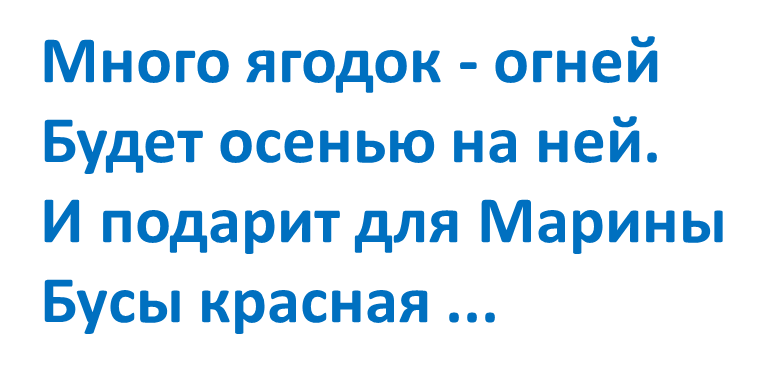 Много ягодок - огней
Будет осенью на ней.
И подарит для Марины
Бусы красная ...